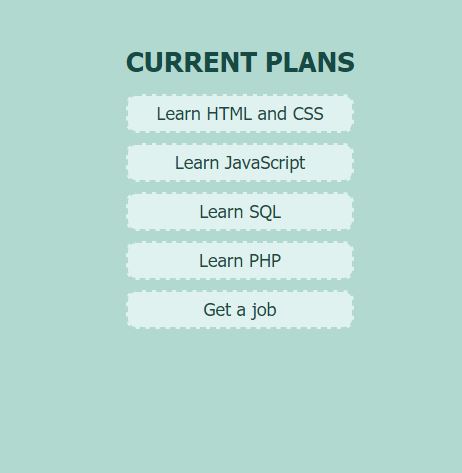 CURRENT PLANS
Learn HTML and CSS
Learn JavaScript
Learn SQL
Learn PHP
Get a job